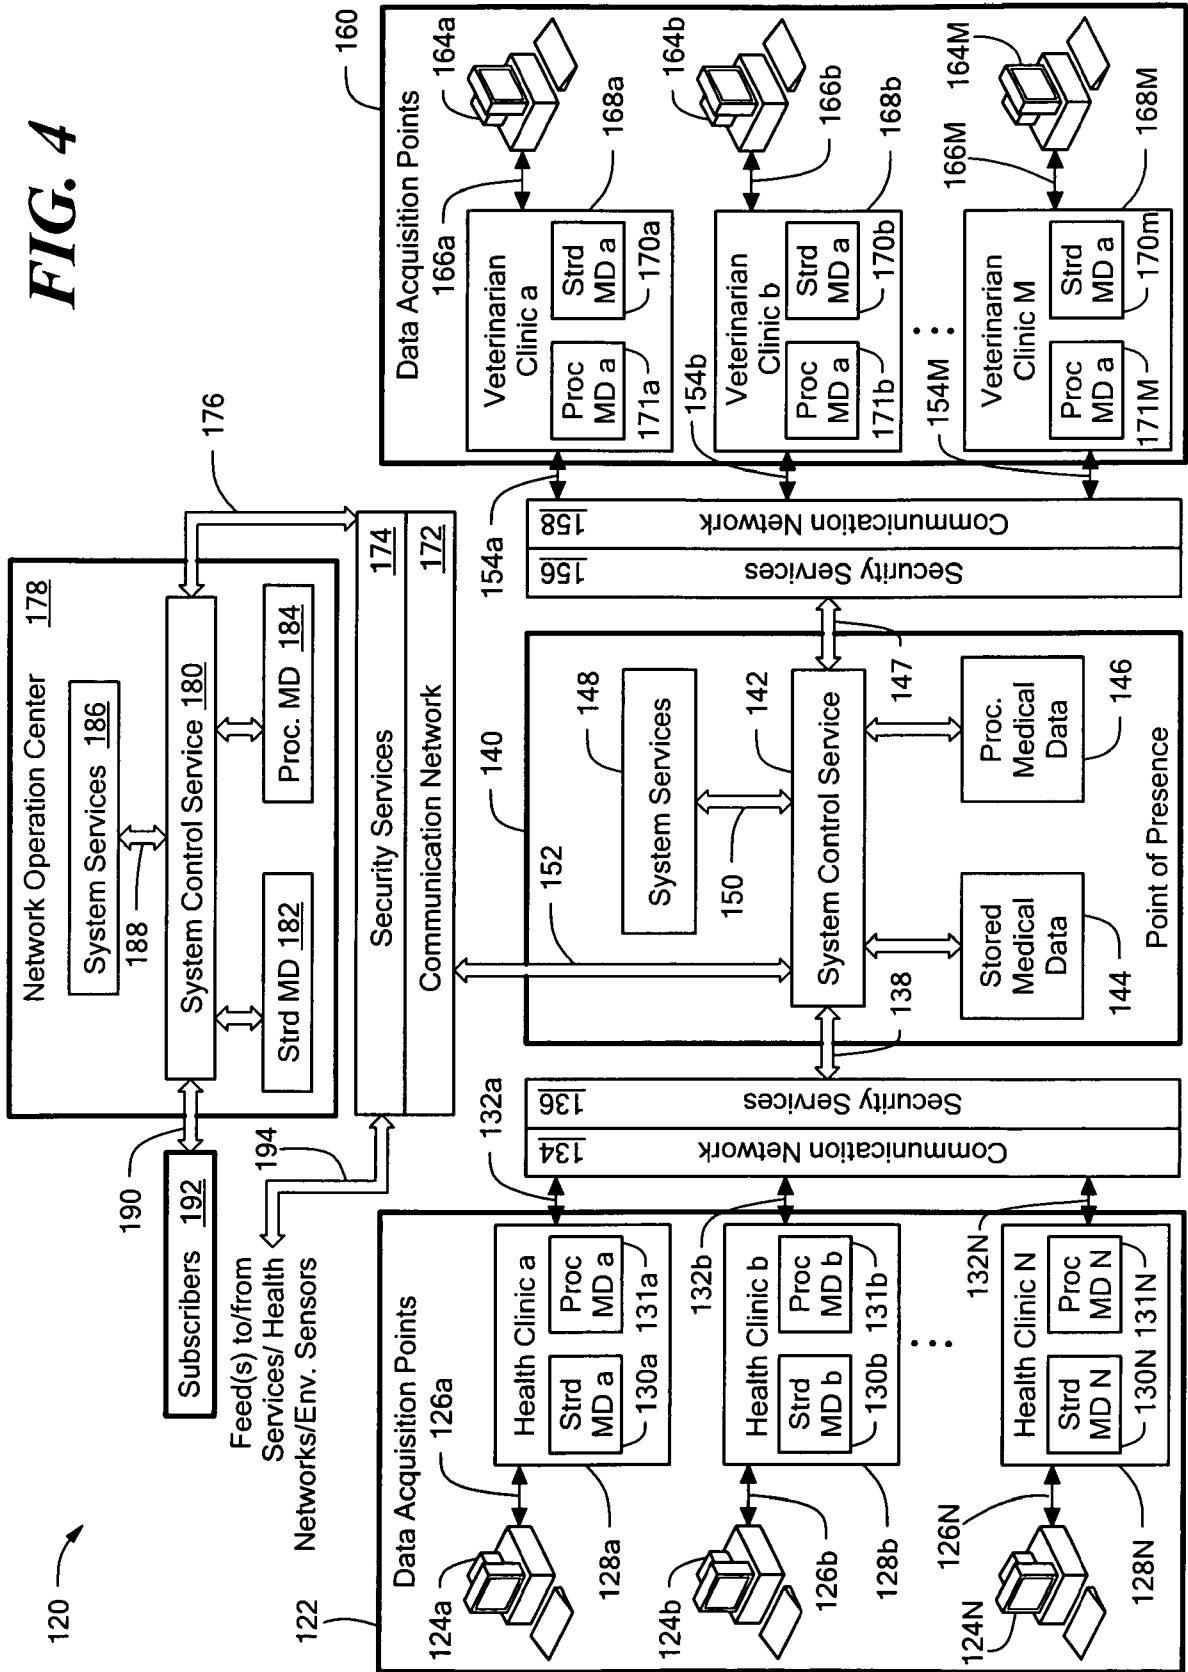 FIG. 4
120
Network Operation Center
178
System Services 186
188
System Control Service 180
Strd MD 182
Proc. MD 184
190
Subscribers 192
176
194
Feed(s) to/from
Services/ Health
Networks/Env. Sensors
Security Services 174
Communication Network 172
122
Data Acquisition Points
124a
126a
128a
Health Clinic a
Strd
MD a
Proc
MD a
130a
131a
132a
124b
126b
128b
Health Clinic b
Strd
MD b
Proc
MD b
130b
131b
132b
124N
126N
128N
Health Clinic N
Strd
MD N
Proc
MD N
130N
131N
132N
Communication Network 134
Security Services 136
138
140
152
System Services
148
150
142
System Control Service
147
Stored
Medical
Data
144
Proc.
Medical
Data
146
Point of Presence
Security Services 156
Communication Network 158
154a
154b
154M
160
Data Acquisition Points
Veterinarian
Clinic a
Proc
MD a
Strd
MD a
171a
170a
166a
164a
168a
Veterinarian
Clinic b
Proc
MD a
Strd
MD a
171b
170b
164b
166b
168b
Veterinarian
Clinic M
Proc
MD a
Strd
MD a
171M
170m
166M
164M
168M